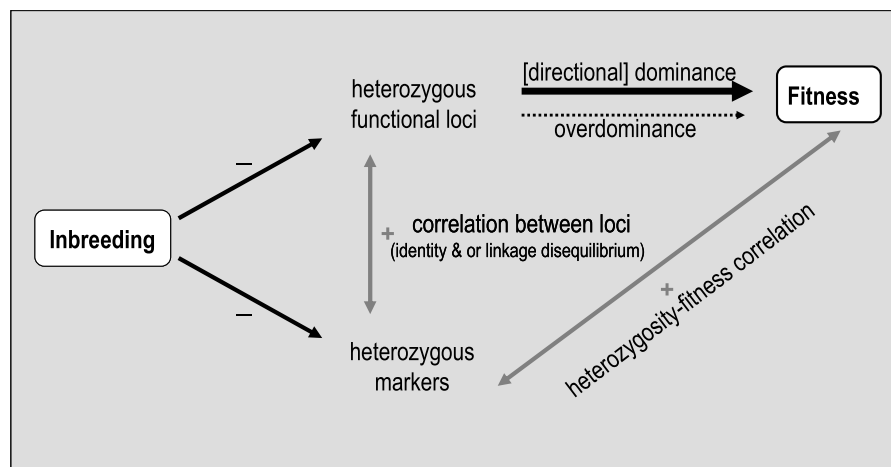 [directional] dominance
heterozygous
functional loci
Fitness
overdominance
–
Inbreeding
+
correlation between loci
(identity & or linkage disequilibrium)
–
+
heterozygosity-fitness correlation
heterozygous
markers